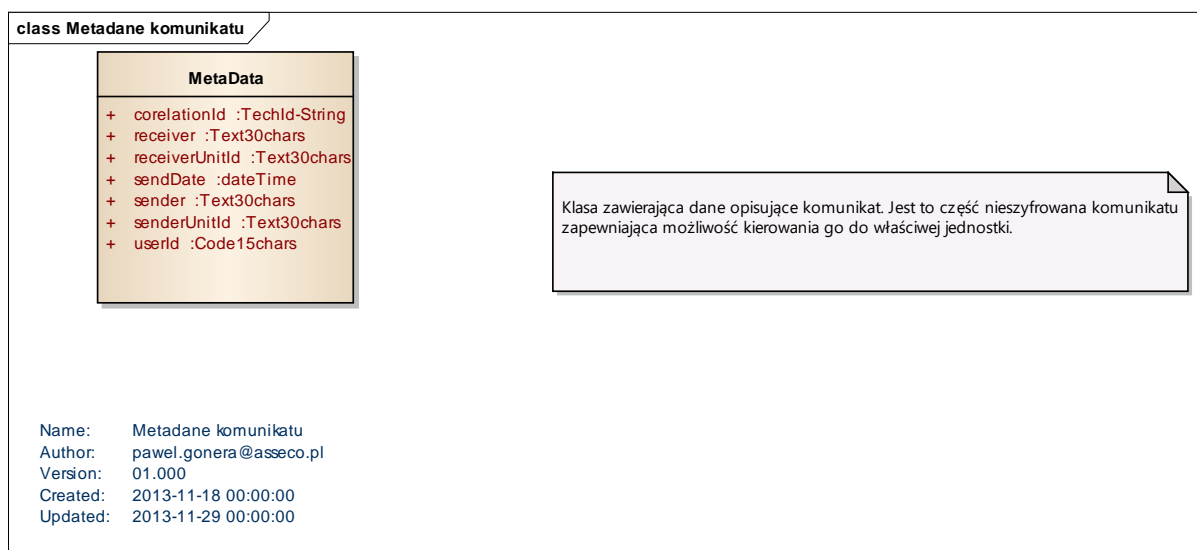 class Metadane komunikatu
MetaData
+ corelationId :TechId-String
+ receiver :Text30chars
+ receiverUnitId :Text30chars
+ sendDate :dateTime
+ sender :Text30chars
+ senderUnitId :Text30chars
+ userId :Code15chars
Klasa zawierająca dane opisujące komunikat. Jest to część nieszyfrowana komunikatu
zapewniająca możliwość kierowania go do właściwej jednostki.
Name: Metadane komunikatu
Author: pawel.gonera@asseco.pl
Version: 01.000
Created: 2013-11-18 00:00:00
Updated: 2013-11-29 00:00:00